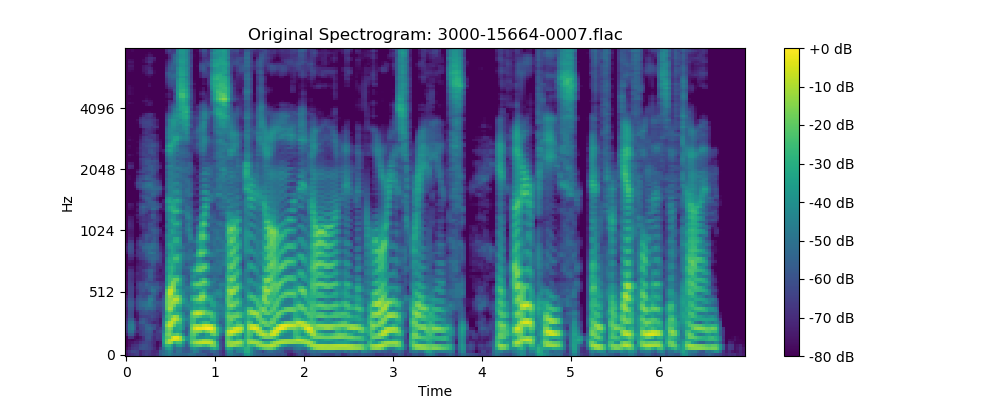 Original Spectrogram: 3000-15664-0007.flac
Hz
4096
2048
1024
512
0
0 1 2 3 4 5 6
Time
+0 dB
-10 dB
-20 dB
-30 dB
-40 dB
-50 dB
-60 dB
-70 dB
-80 dB